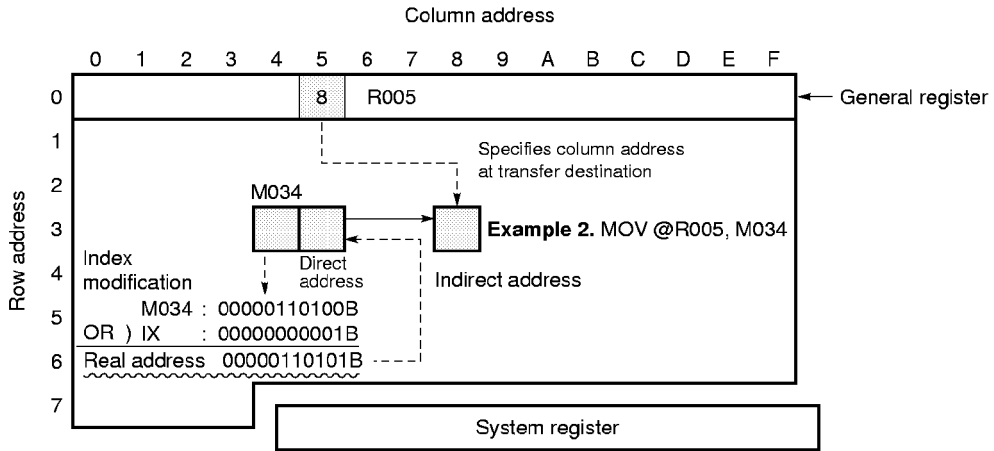 Column address
0 1 2 3 4 5 6 7 8 9 A B C D E F
0 8 R005 General register
1
Specifies column address
at transfer destination
2
M034
3 Example 2. MOV @R005, M034
Row address
Index
modification
Direct
address
4 Indirect address
M034 : 00000110100B
5
OR ) IX : 00000000001B
6 Real address 00000110101B
7
System register